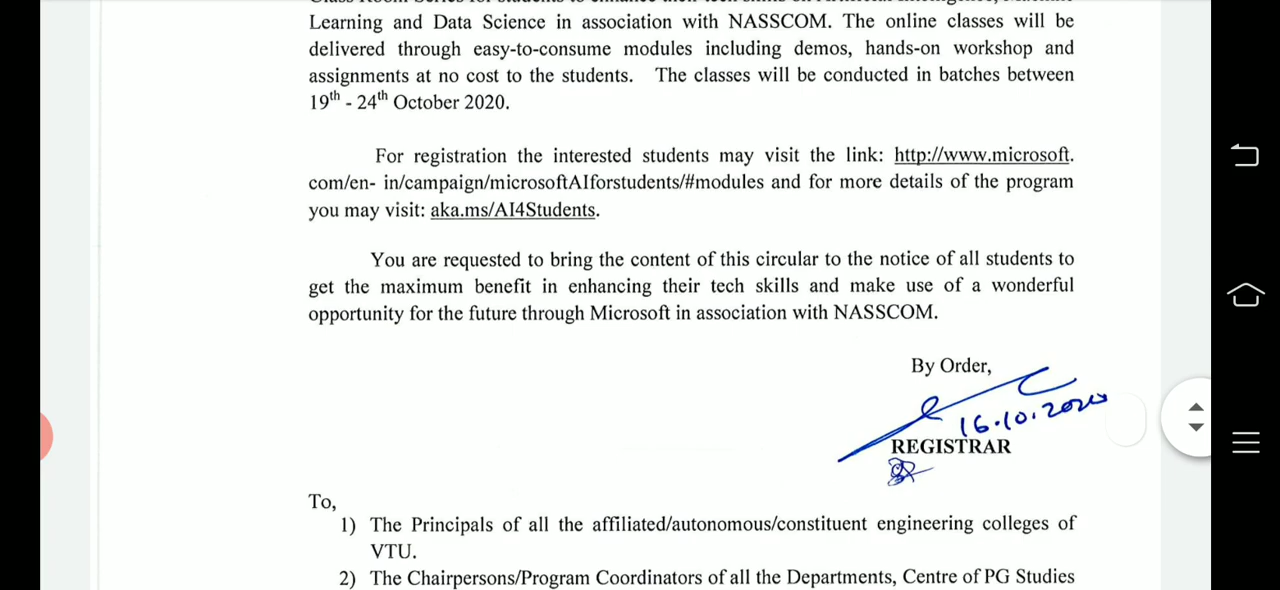 Learning and Data Science in association with NASSCOM. The online classes will be
delivered through easy-to-consume modules including demos, hands-on workshop and
assignments at no cost to the students. The classes will be conducted in batches between
19th - 24th October 2020.
For registration the interested students may visit the link: http://www.microsoft.
com/en- in/campaign/microsoftAIforstudents/#modules and for more details of the program
you may visit: aka.ms/AI4Students.
You are requested to bring the content of this circular to the notice of all students to
get the maximum benefit in enhancing their tech skills and make use of a wonderful
opportunity for the future through Microsoft in association with NASSCOM.
By Order,
16.10.2020
REGISTRAR
To,
1) The Principals of all the affiliated/autonomous/constituent engineering colleges of
VTU.
2) The Chairpersons/Program Coordinators of all the Departments, Centre of PG Studies